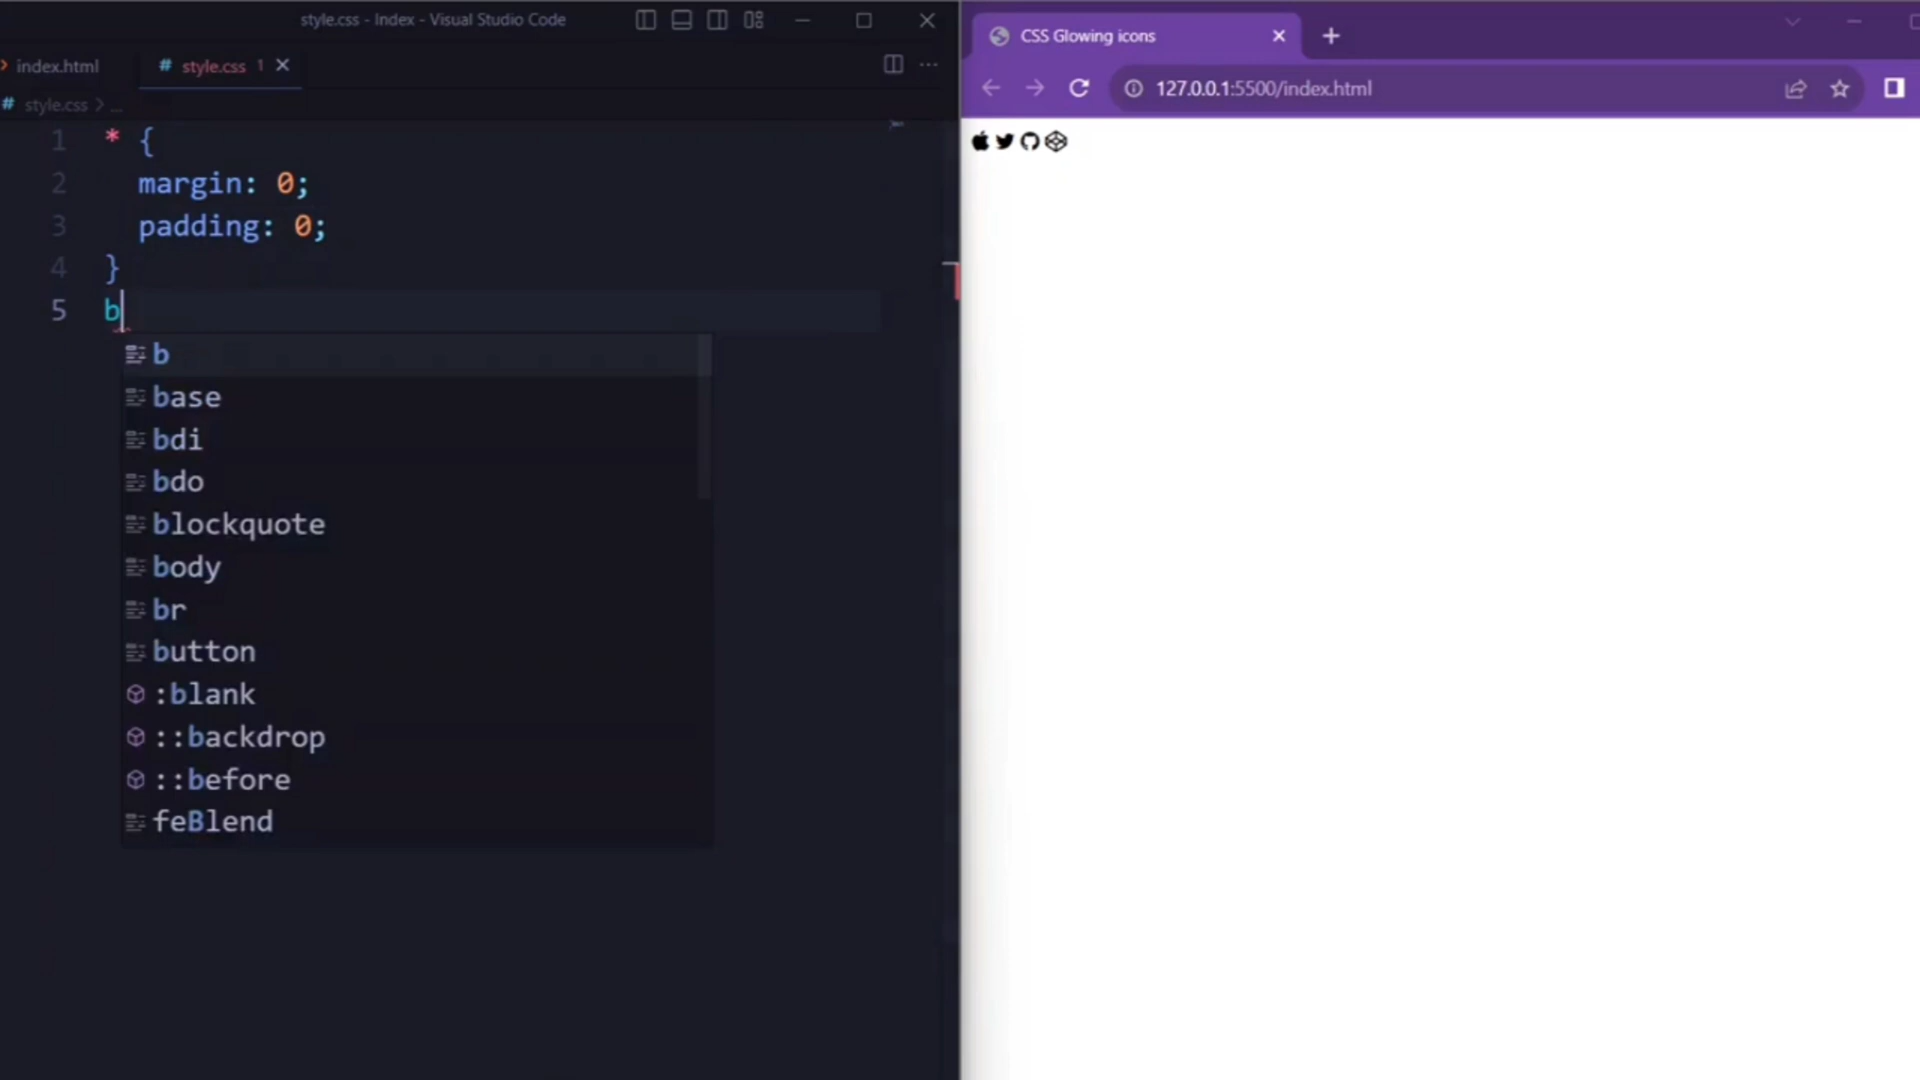 style.css - Index - Visual Studio Code
index.html
# style.css 1
# style.css > ...
1 * {
2 margin: 0;
3 padding: 0;
4 }
5 b
b
base
bdi
bdo
blockquote
body
br
button
:blank
::backdrop
::before
feBlend
CSS Glowing icons
127.0.0.1:5500/index.html